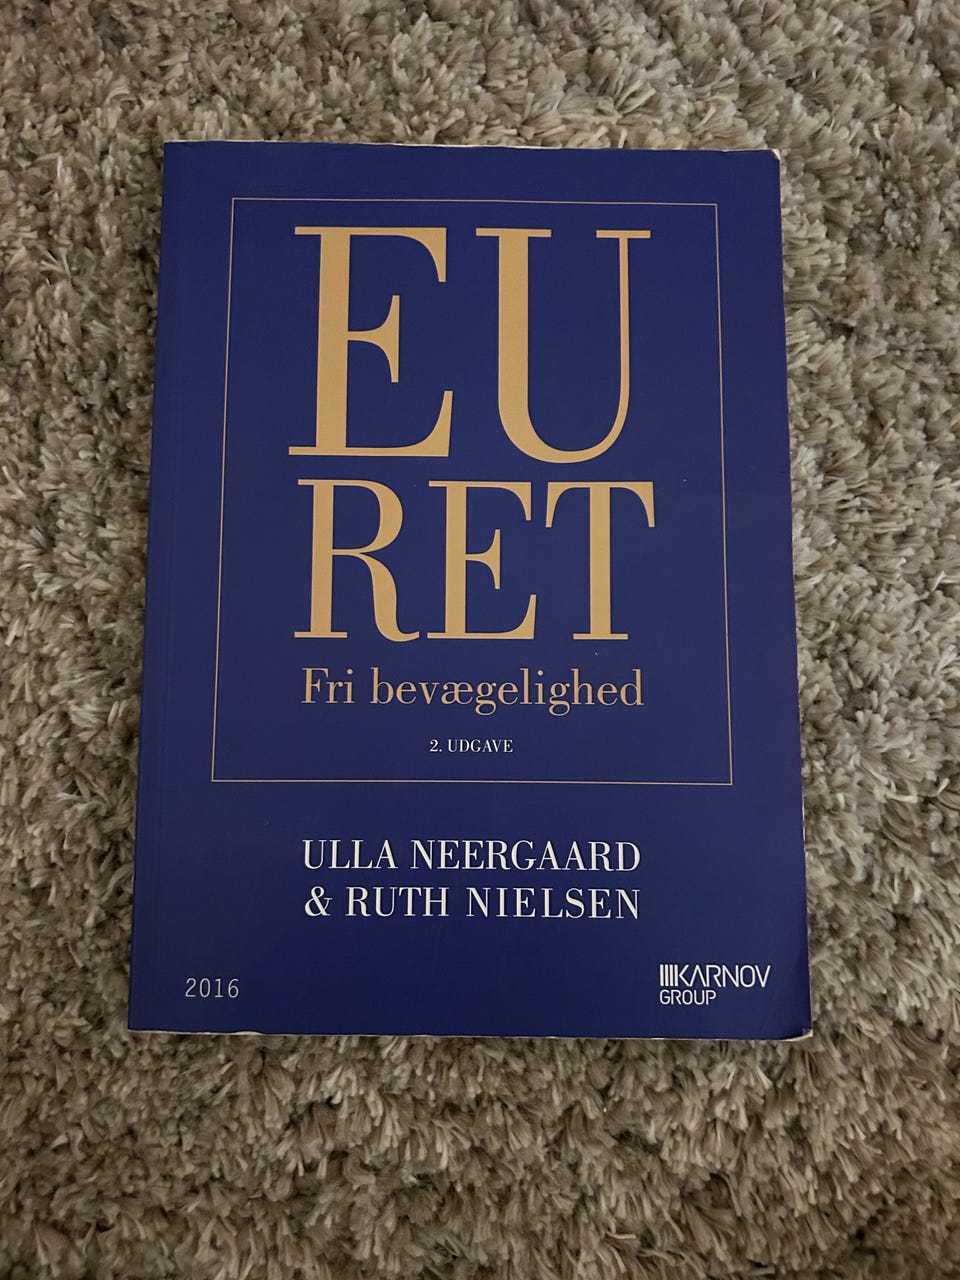 EU
RET
Fri bevægelighed
2. UDGAVE
ULLA NEERGAARD
& RUTH NIELSEN
2016
KARNOV
GROUP